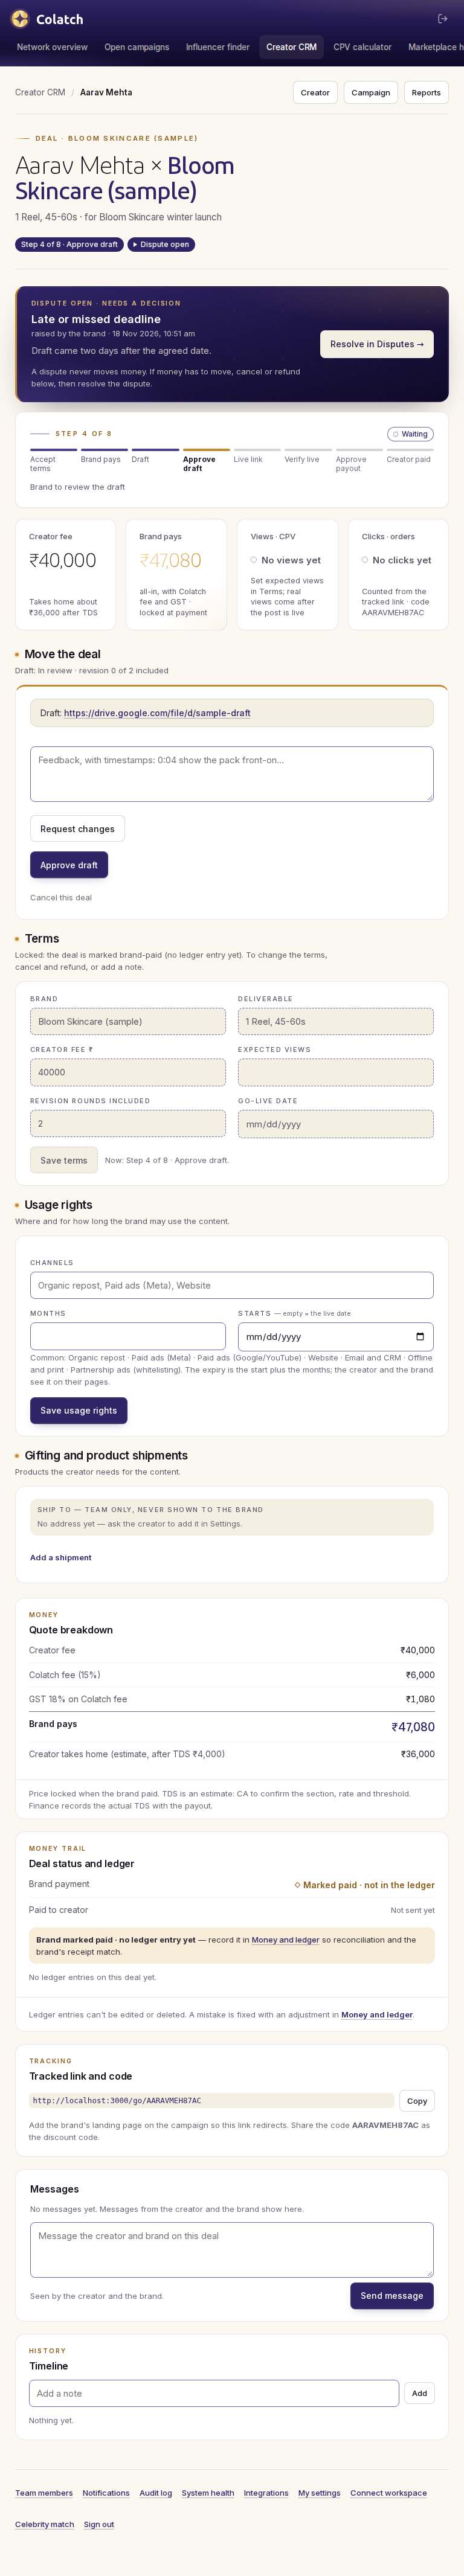 Colatch
Network overview Open campaigns Influencer finder Creator CRM CPV calculator Marketplace h
Creator CRM / Aarav Mehta Creator Campaign Reports
DEAL · BLOOM SKINCARE (SAMPLE)
Aarav Mehta × Bloom
Skincare (sample)
1 Reel, 45-60s · for Bloom Skincare winter launch
Step 4 of 8 · Approve draft Dispute open
DISPUTE OPEN · NEEDS A DECISION
Late or missed deadline
raised by the brand · 18 Nov 2026, 10:51 am
Draft came two days after the agreed date.
Resolve in Disputes →
A dispute never moves money. If money has to move, cancel or refund
below, then resolve the dispute.
STEP 4 OF 8 Waiting
Accept terms
Brand pays
Draft
Approve draft
Live link
Verify live
Approve payout
Creator paid
Brand to review the draft
Creator fee
₹40,000
Takes home about
₹36,000 after TDS
Brand pays
₹47,080
all-in, with Colatch
fee and GST ·
locked at payment
Views · CPV
No views yet
Set expected views
in Terms; real
views come after
the post is live
Clicks · orders
No clicks yet
Counted from the
tracked link · code
AARAVMEH87AC
Move the deal
Draft: In review · revision 0 of 2 included
Draft: https://drive.google.com/file/d/sample-draft
Feedback, with timestamps: 0:04 show the pack front-on...
Request changes
Approve draft
Cancel this deal
Terms
Locked: the deal is marked brand-paid (no ledger entry yet). To change the terms,
cancel and refund, or add a note.
BRAND DELIVERABLE
Bloom Skincare (sample) 1 Reel, 45-60s
CREATOR FEE ₹ EXPECTED VIEWS
40000
REVISION ROUNDS INCLUDED GO-LIVE DATE
2 mm/dd/yyyy
Save terms Now: Step 4 of 8 · Approve draft.
Usage rights
Where and for how long the brand may use the content.
CHANNELS
Organic repost, Paid ads (Meta), Website
MONTHS STARTS — empty = the live date
mm/dd/yyyy
Common: Organic repost · Paid ads (Meta) · Paid ads (Google/YouTube) · Website · Email and CRM · Offline
and print · Partnership ads (whitelisting). The expiry is the start plus the months; the creator and the brand
see it on their pages.
Save usage rights
Gifting and product shipments
Products the creator needs for the content.
SHIP TO — TEAM ONLY, NEVER SHOWN TO THE BRAND
No address yet — ask the creator to add it in Settings.
Add a shipment
MONEY
Quote breakdown
Creator fee ₹40,000
Colatch fee (15%) ₹6,000
GST 18% on Colatch fee ₹1,080
Brand pays ₹47,080
Creator takes home (estimate, after TDS ₹4,000) ₹36,000
Price locked when the brand paid. TDS is an estimate: CA to confirm the section, rate and threshold.
Finance records the actual TDS with the payout.
MONEY TRAIL
Deal status and ledger
Brand payment ◇ Marked paid · not in the ledger
Paid to creator Not sent yet
Brand marked paid · no ledger entry yet — record it in Money and ledger so reconciliation and the
brand's receipt match.
No ledger entries on this deal yet.
Ledger entries can't be edited or deleted. A mistake is fixed with an adjustment in Money and ledger.
TRACKING
Tracked link and code
http://localhost:3000/go/AARAVMEH87AC Copy
Add the brand's landing page on the campaign so this link redirects. Share the code AARAVMEH87AC as
the discount code.
Messages
No messages yet. Messages from the creator and the brand show here.
Message the creator and brand on this deal
Seen by the creator and the brand. Send message
HISTORY
Timeline
Add a note Add
Nothing yet.
Team members Notifications Audit log System health Integrations My settings Connect workspace
Celebrity match Sign out